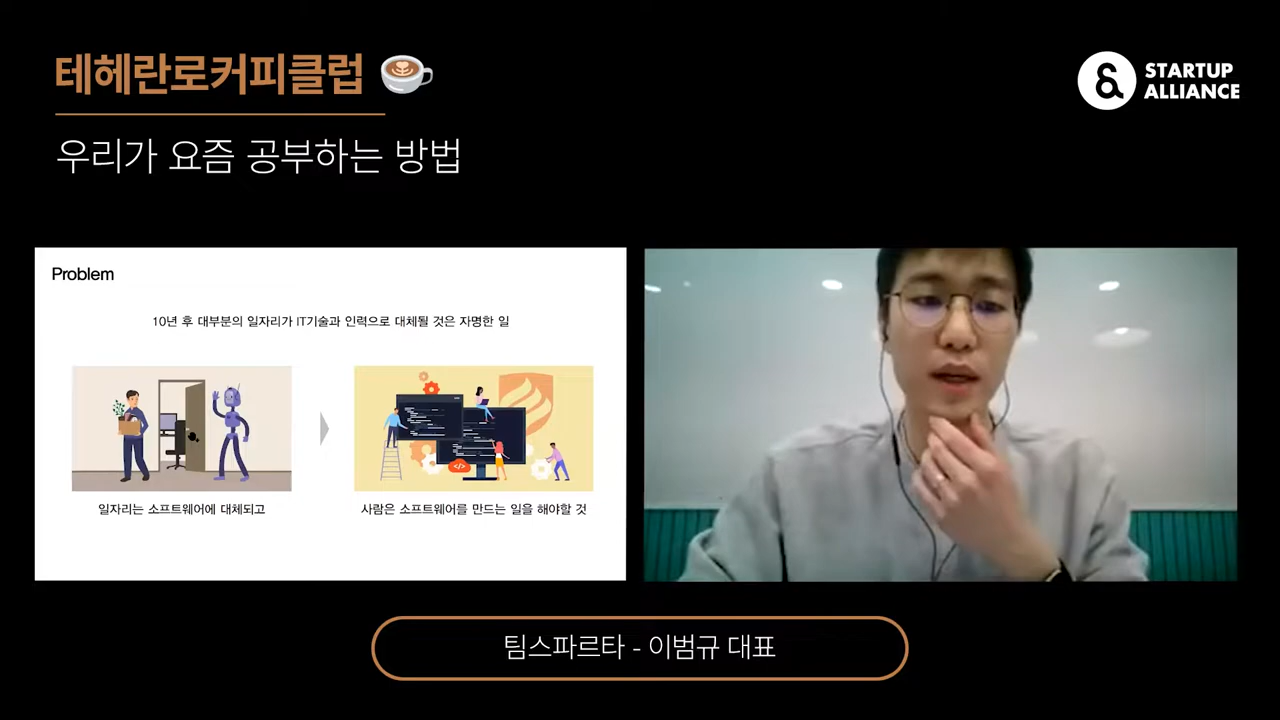 테헤란로커피클럽
STARTUP
ALLIANCE
우리가 요즘 공부하는 방법
Problem
10년 후 대부분의 일자리가 IT기술과 인력으로 대체될 것은 자명한 일
일자리는 소프트웨어에 대체되고
사람은 소프트웨어를 만드는 일을 해야할 것
팀스파르타 - 이범규 대표